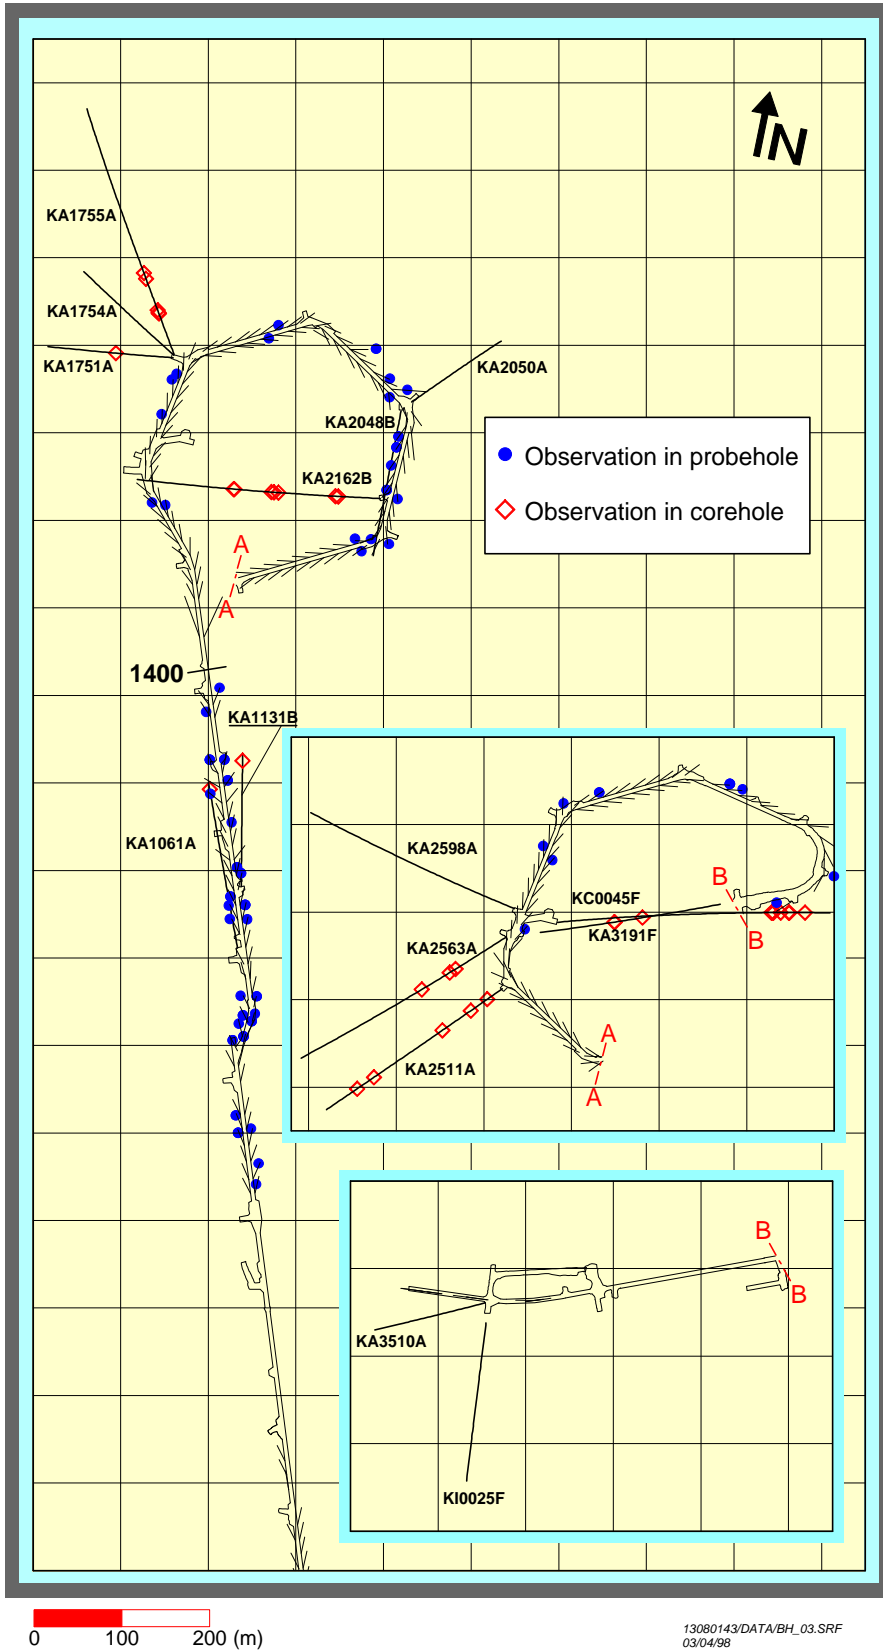 N
KA1755A
KA1754A
KA1751A
KA2050A
KA2048B
KA2162B
Observation in probehole
Observation in corehole
A
A
1400
KA1131B
KA1061A
KA2598A
KC0045F
B
KA3191F
B
KA2563A
KA2511A
A
A
B
B
KA3510A
KI0025F
0 100 200 (m)
13080143/DATA/BH_03.SRF
03/04/98